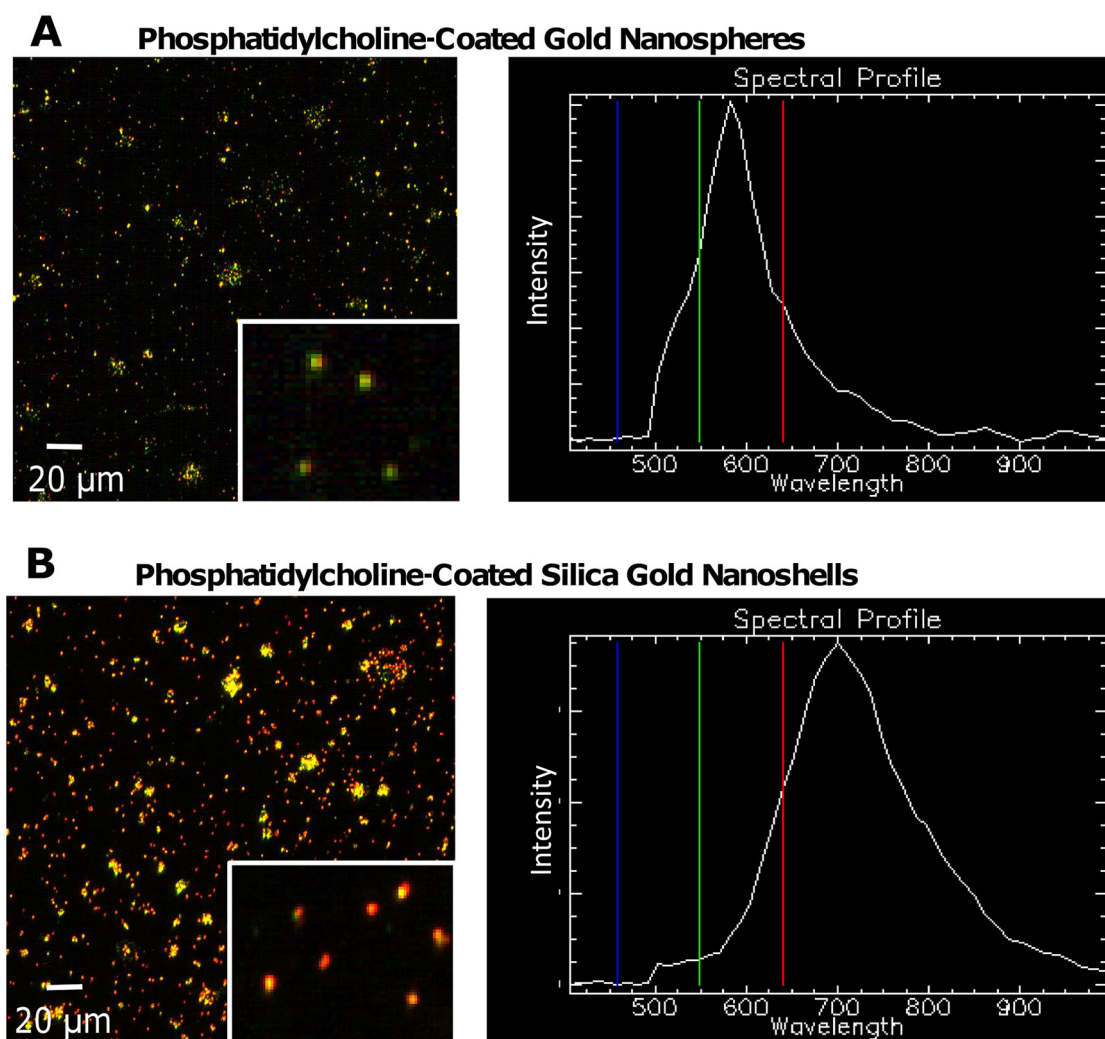 A
Phosphatidylcholine-Coated Gold Nanospheres
20 µm
Spectral Profile
Intensity
500 600 700 800 900
Wavelength
B
Phosphatidylcholine-Coated Silica Gold Nanoshells
20 µm
Spectral Profile
Intensity
500 600 700 800 900
Wavelength